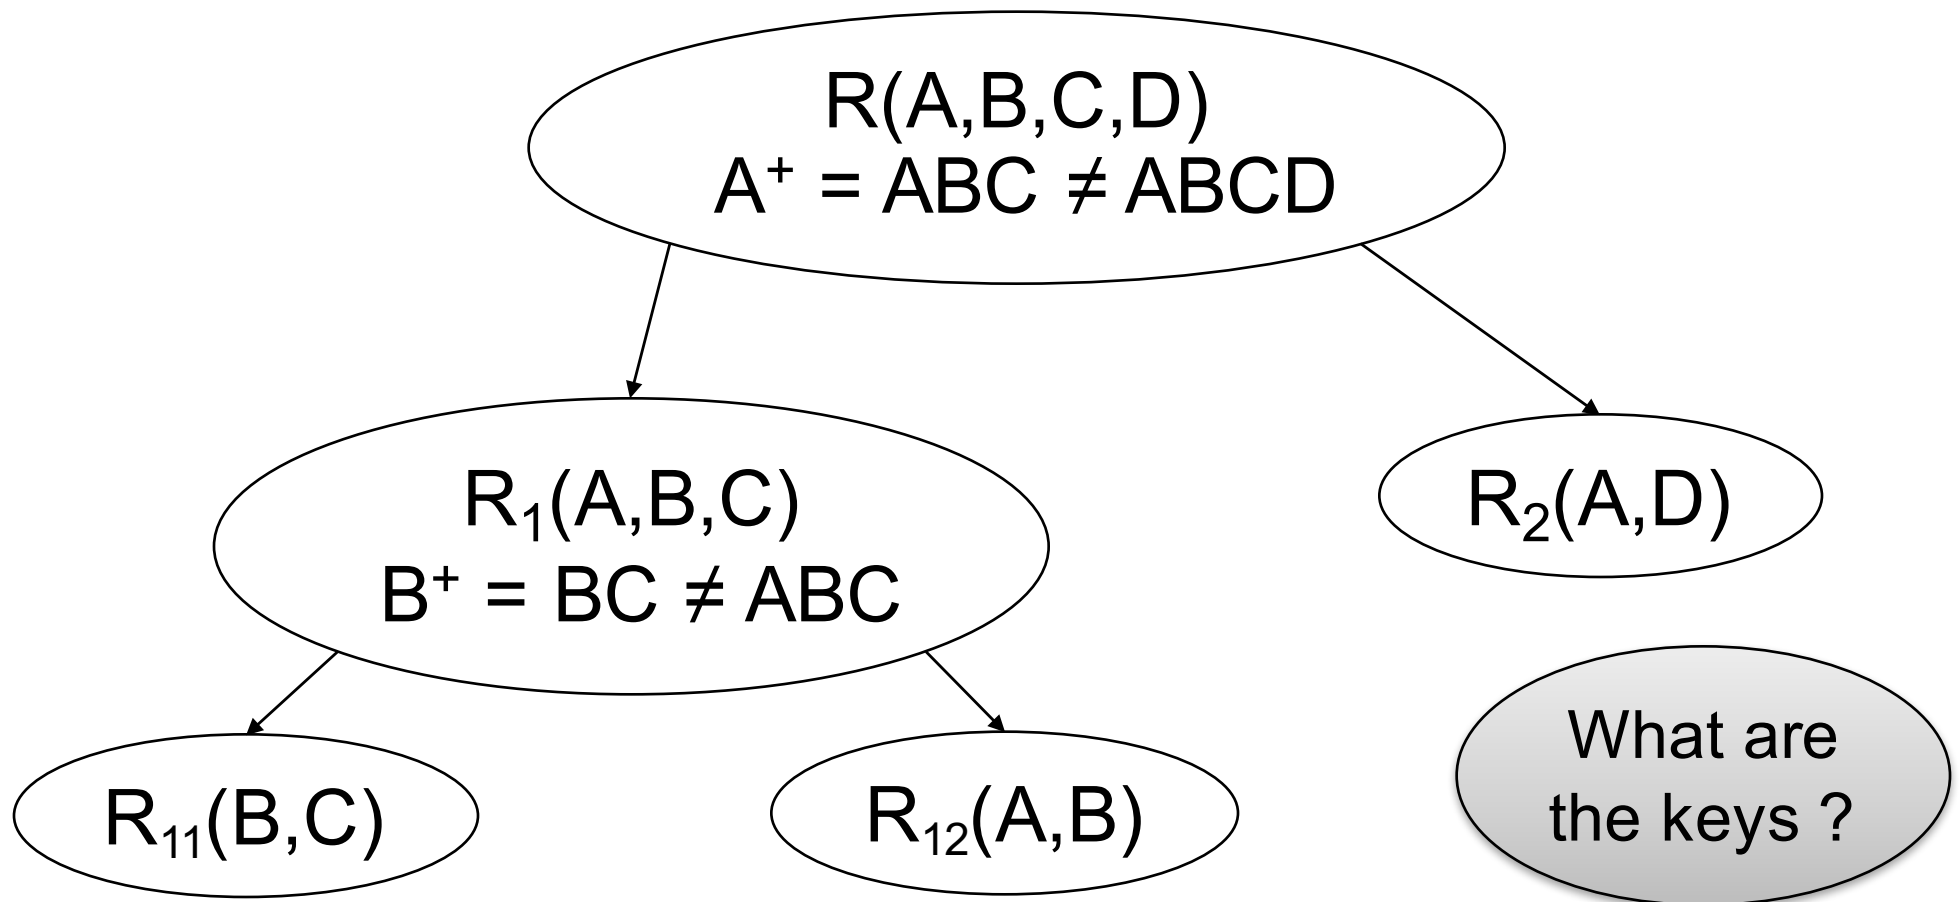 R(A,B,C,D)
A⁺ = ABC ≠ ABCD
R₁(A,B,C)
B⁺ = BC ≠ ABC
R₂(A,D)
R₁₁(B,C)
R₁₂(A,B)
What are
the keys ?